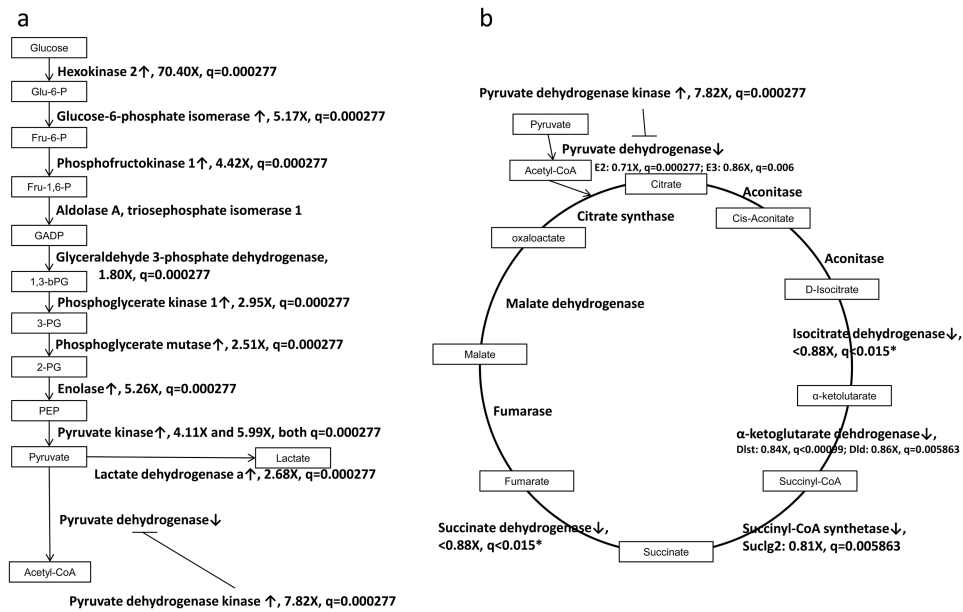 a
Glucose
Hexokinase 2↑, 70.40X, q=0.000277
Glu-6-P
Glucose-6-phosphate isomerase ↑, 5.17X, q=0.000277
Fru-6-P
Phosphofructokinase 1↑, 4.42X, q=0.000277
Fru-1,6-P
Aldolase A, triosephosphate isomerase 1
GADP
Glyceraldehyde 3-phosphate dehydrogenase,
1.80X, q=0.000277
1,3-bPG
Phosphoglycerate kinase 1↑, 2.95X, q=0.000277
3-PG
Phosphoglycerate mutase↑, 2.51X, q=0.000277
2-PG
Enolase↑, 5.26X, q=0.000277
PEP
Pyruvate kinase↑, 4.11X and 5.99X, both q=0.000277
Pyruvate
Lactate
Lactate dehydrogenase a↑, 2.68X, q=0.000277
Pyruvate dehydrogenase↓
Acetyl-CoA
Pyruvate dehydrogenase kinase ↑, 7.82X, q=0.000277
b
Pyruvate dehydrogenase kinase ↑, 7.82X, q=0.000277
Pyruvate
Pyruvate dehydrogenase↓
E2: 0.71X, q=0.000277; E3: 0.86X, q=0.006
Acetyl-CoA
Citrate
Aconitase
Cis-Aconitate
Citrate synthase
oxaloactate
Aconitase
D-Isocitrate
Malate dehydrogenase
Isocitrate dehydrogenase↓,
<0.88X, q<0.015*
Malate
α-ketolutarate
Fumarase
α-ketoglutarate dehdrogenase↓,
Dlst: 0.84X, q<0.00099; Dld: 0.86X, q=0.005863
Fumarate
Succinyl-CoA
Succinate dehydrogenase↓,
<0.88X, q<0.015*
Succinyl-CoA synthetase↓,
Suclg2: 0.81X, q=0.005863
Succinate